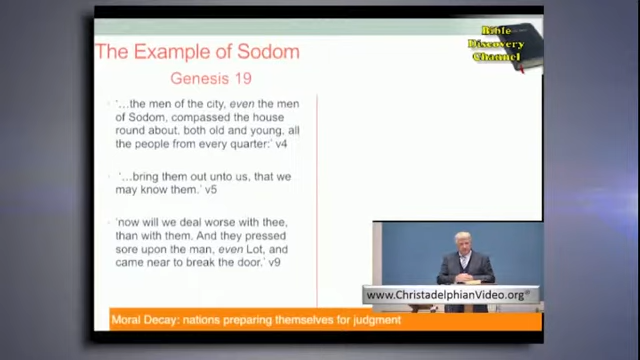 The Example of Sodom
Genesis 19
‘…the men of the city, even the men
of Sodom, compassed the house
round about, both old and young, all
the people from every quarter:’ v4
‘…bring them out unto us, that we
may know them.’ v5
‘now will we deal worse with thee,
than with them. And they pressed
sore upon the man, even Lot, and
came near to break the door.’ v9
Bible
Discovery
Channel
www.ChristadelphianVideo.org
Moral Decay: nations preparing themselves for judgment